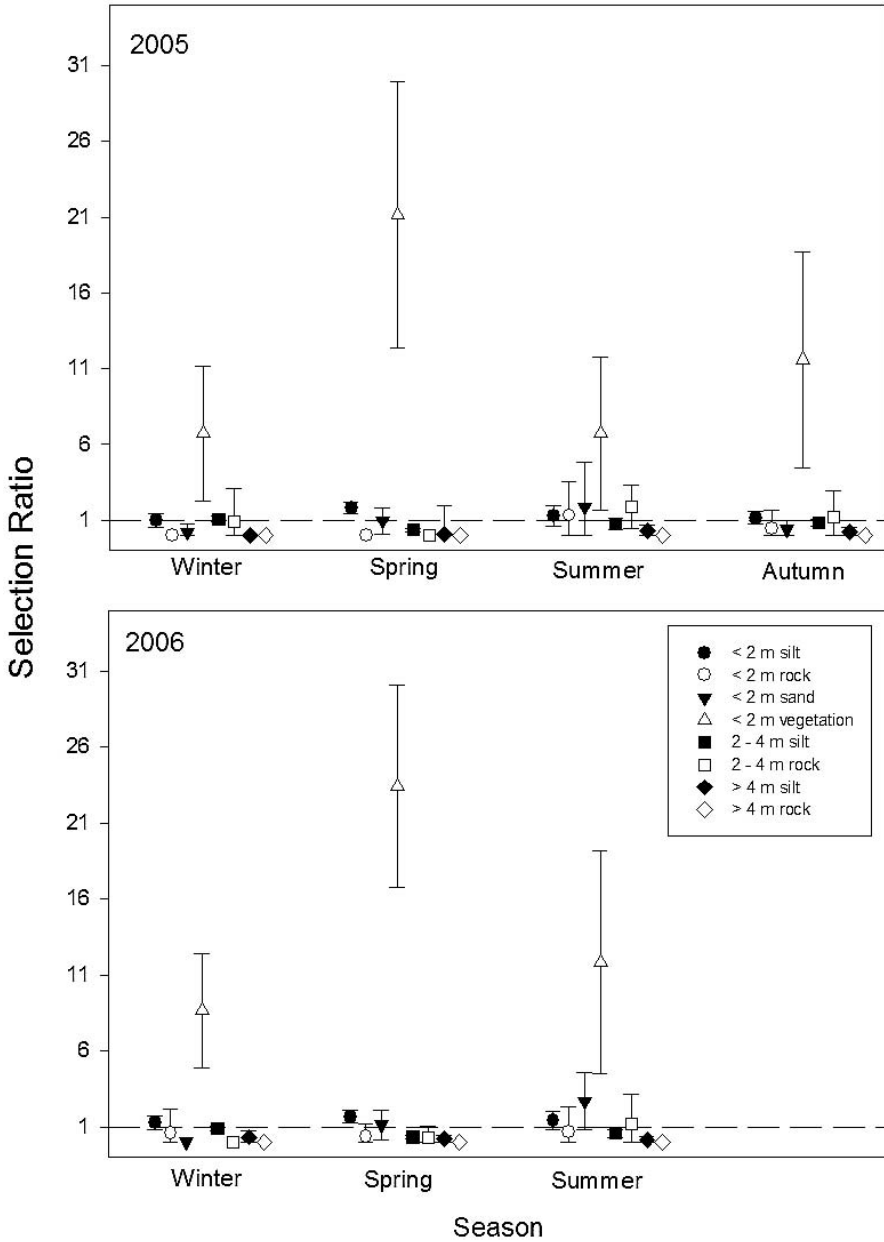 2005
31
26
21
16
11
6
1
Winter Spring Summer Autumn
Selection Ratio
2006
31
26
21
16
11
6
1
< 2 m silt
< 2 m rock
< 2 m sand
< 2 m vegetation
2 - 4 m silt
2 - 4 m rock
> 4 m silt
> 4 m rock
Winter Spring Summer
Season